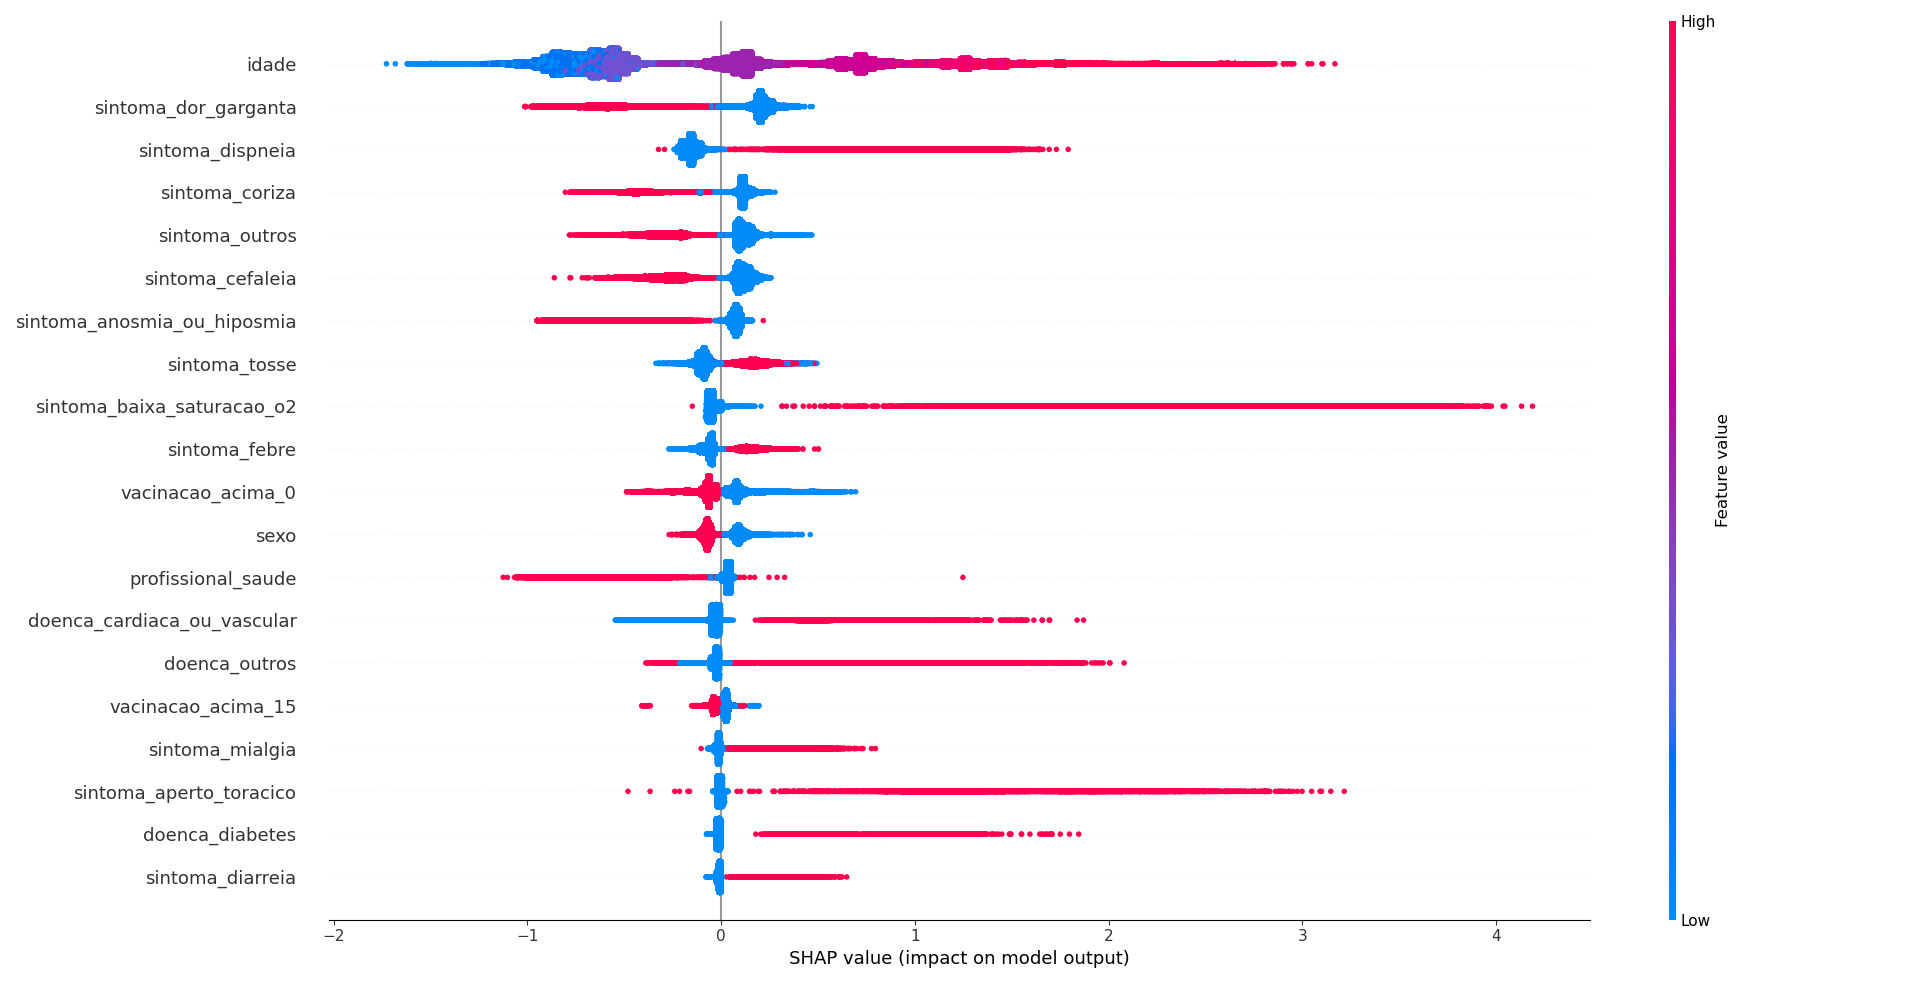 High
idade
sintoma_dor_garganta
sintoma_dispneia
sintoma_coriza
sintoma_outros
sintoma_cefaleia
sintoma_anosmia_ou_hiposmia
sintoma_tosse
sintoma_baixa_saturacao_o2
sintoma_febre
vacinacao_acima_0
sexo
profissional_saude
doenca_cardiaca_ou_vascular
doenca_outros
vacinacao_acima_15
sintoma_mialgia
sintoma_aperto_toracico
doenca_diabetes
sintoma_diarreia
Feature value
Low
−2 −1 0 1 2 3 4
SHAP value (impact on model output)